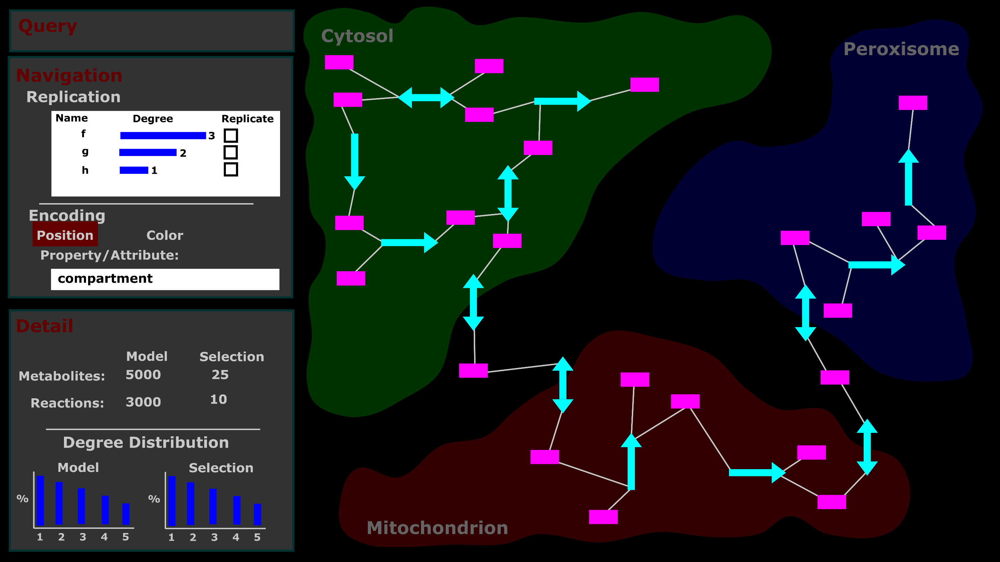 Query
Navigation
Replication
Name Degree Replicate
f 3
g 2
h 1
Encoding
Position Color
Property/Attribute:
compartment
Detail
Model Selection
Metabolites: 5000 25
Reactions: 3000 10
Degree Distribution
Model Selection
% %
1 2 3 4 5 1 2 3 4 5
Cytosol
Peroxisome
Mitochondrion